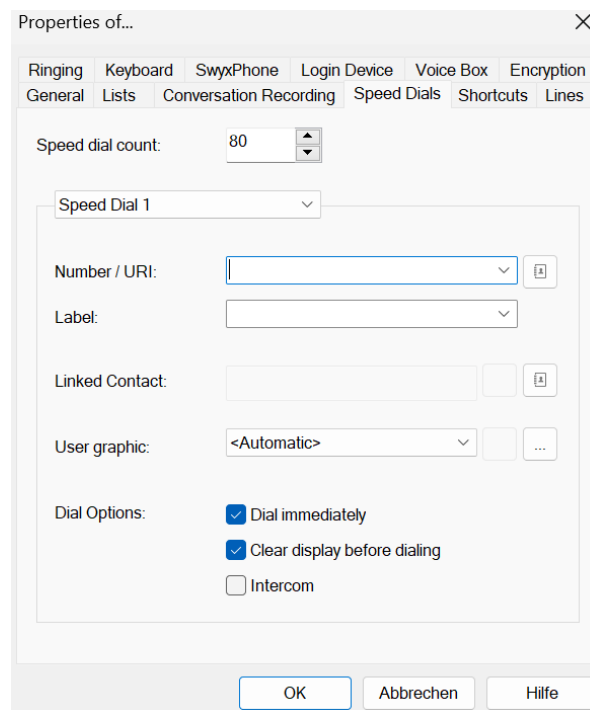 Properties of...
Ringing Keyboard SwyxPhone Login Device Voice Box Encryption
General Lists Conversation Recording Speed Dials Shortcuts Lines
Speed dial count: 80
Speed Dial 1
Number / URI:
Label:
Linked Contact:
User graphic: <Automatic> ...
Dial Options: Dial immediately
Clear display before dialing
Intercom
OK Abbrechen Hilfe